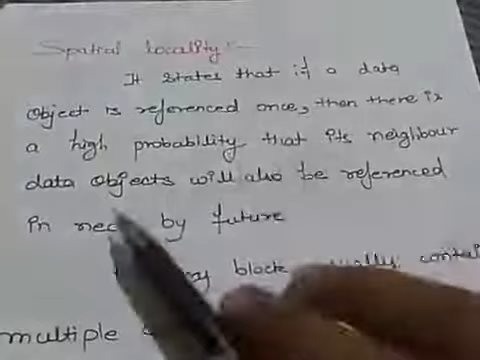 Spatial locality:-
It states that if a data
object is referenced once, then there is
a high probability that its neighbour
data objects will also be referenced
in by future
block contai
multiple